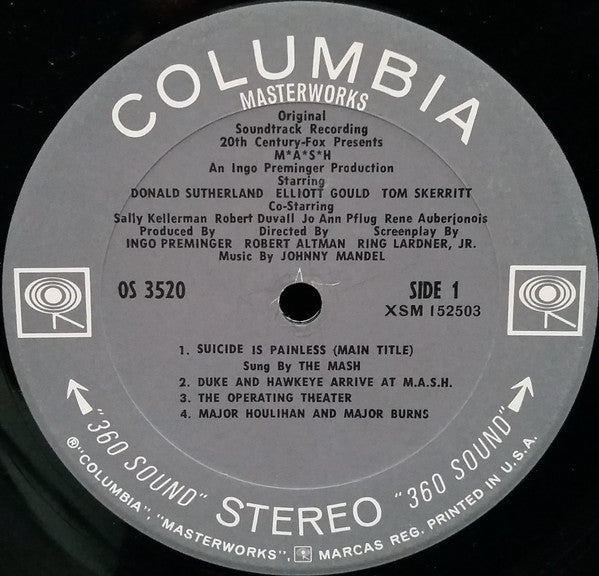 COLUMBIA
MASTERWORKS
Original
Soundtrack Recording
20th Century-Fox Presents
M*A*S*H
An Ingo Preminger Production
Starring
DONALD SUTHERLAND ELLIOTT GOULD TOM SKERRITT
Co-Starring
Sally Kellerman Robert Duvall Jo Ann Pflug Rene Auberjonois
Produced By Directed By Screenplay By
INGO PREMINGER ROBERT ALTMAN RING LARDNER, JR.
Music By JOHNNY MANDEL
OS 3520 SIDE 1
XSM 152503
1. SUICIDE IS PAINLESS (MAIN TITLE)
Sung By THE MASH
2. DUKE AND HAWKEYE ARRIVE AT M.A.S.H.
3. THE OPERATING THEATER
4. MAJOR HOULIHAN AND MAJOR BURNS
"360 SOUND" STEREO "360 SOUND"
®"COLUMBIA", "MASTERWORKS", MARCAS REG. PRINTED IN U.S.A.